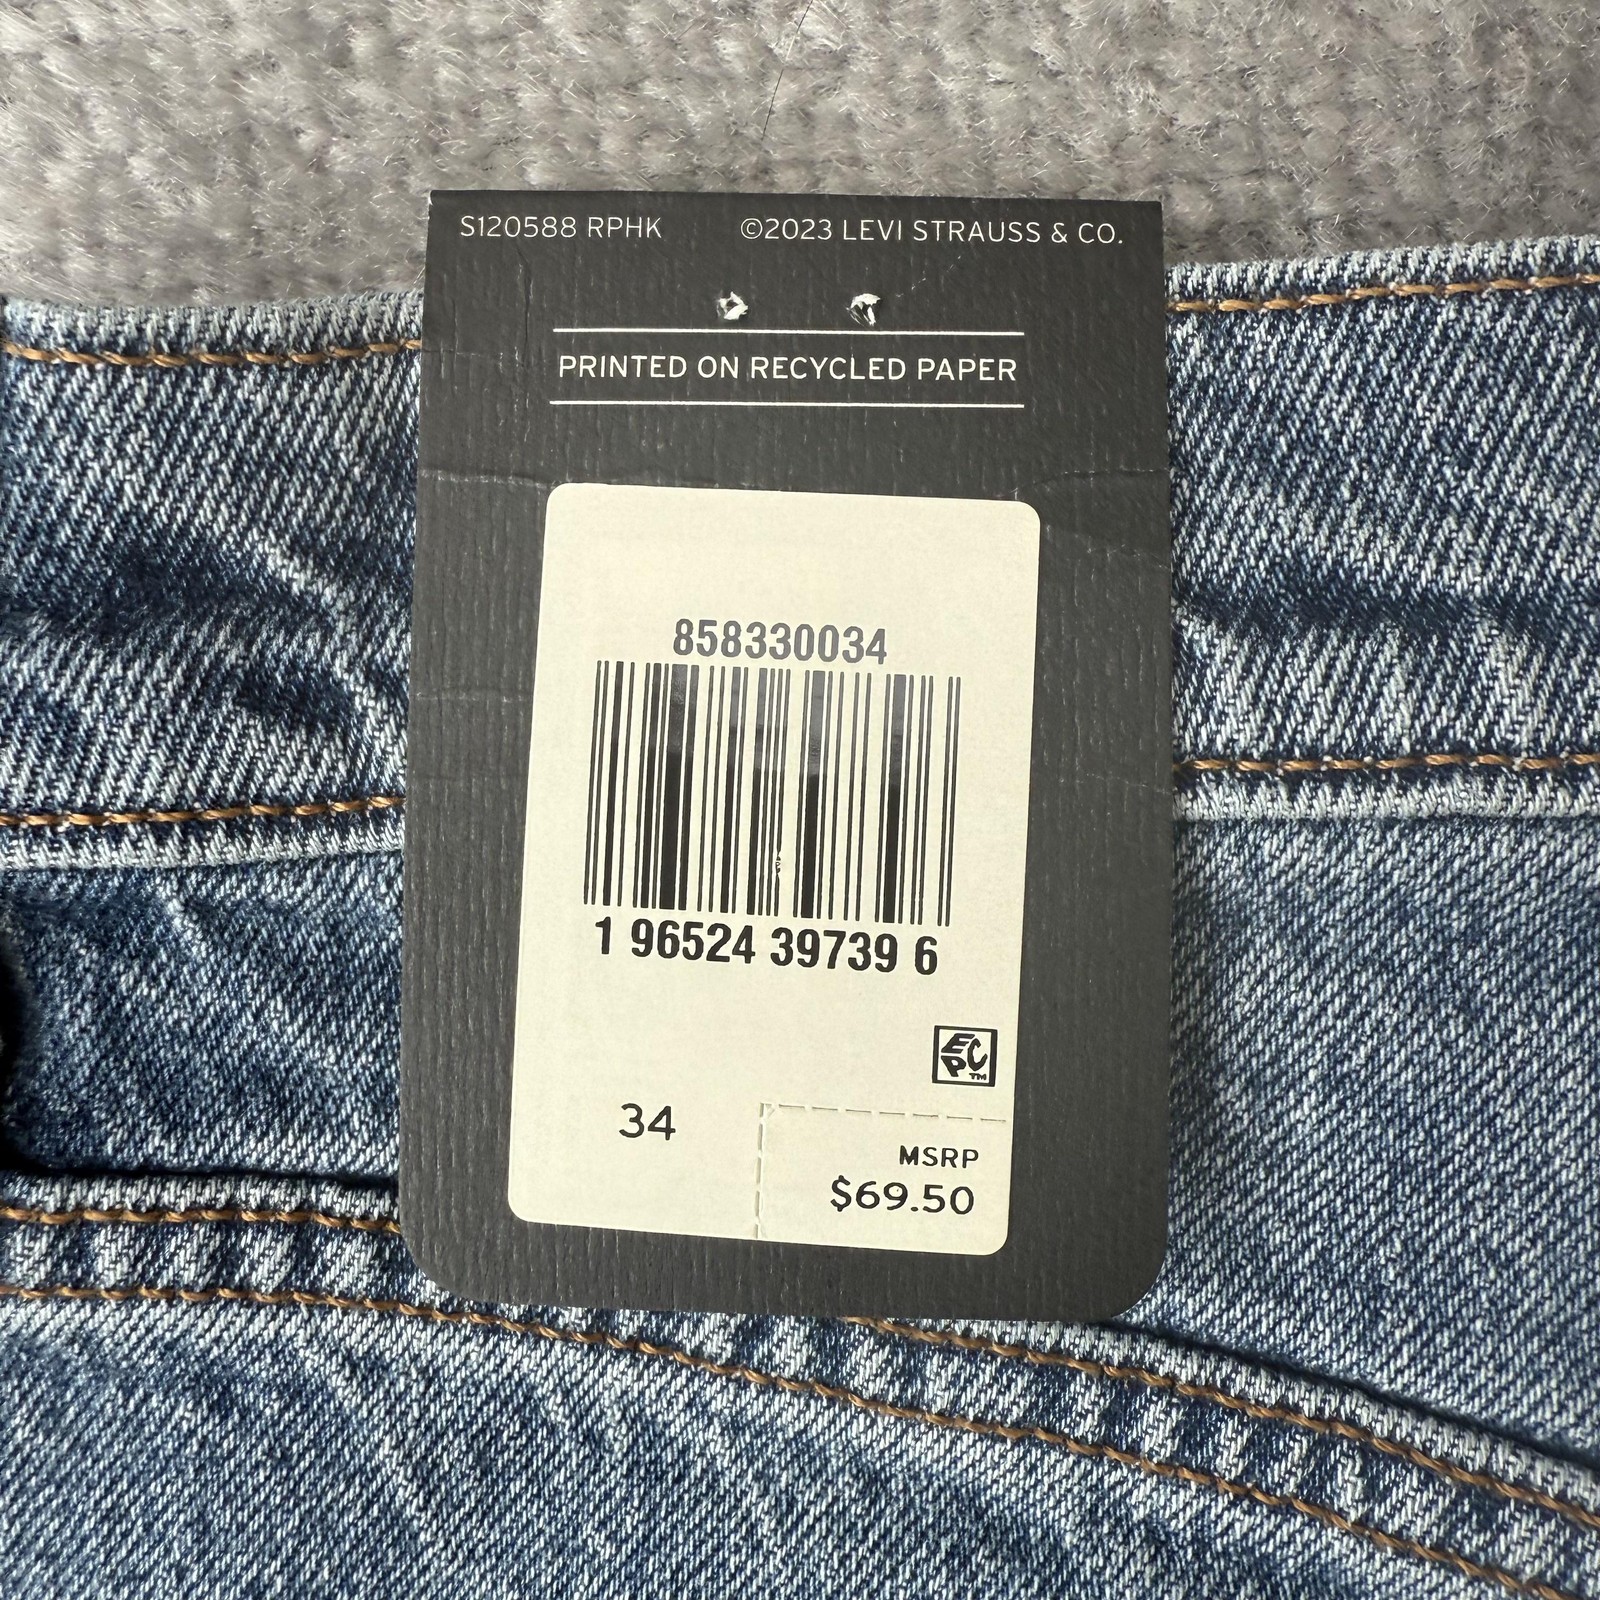 S120588 RPHK ©2023 LEVI STRAUSS & CO.
PRINTED ON RECYCLED PAPER
858330034
1 96524 39739 6
ECP™
34
MSRP
$69.50